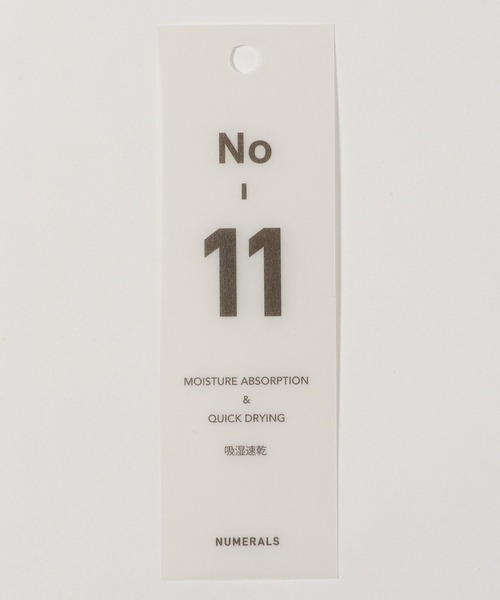 No
11
MOISTURE ABSORPTION
&
QUICK DRYING
吸湿速乾
NUMERALS